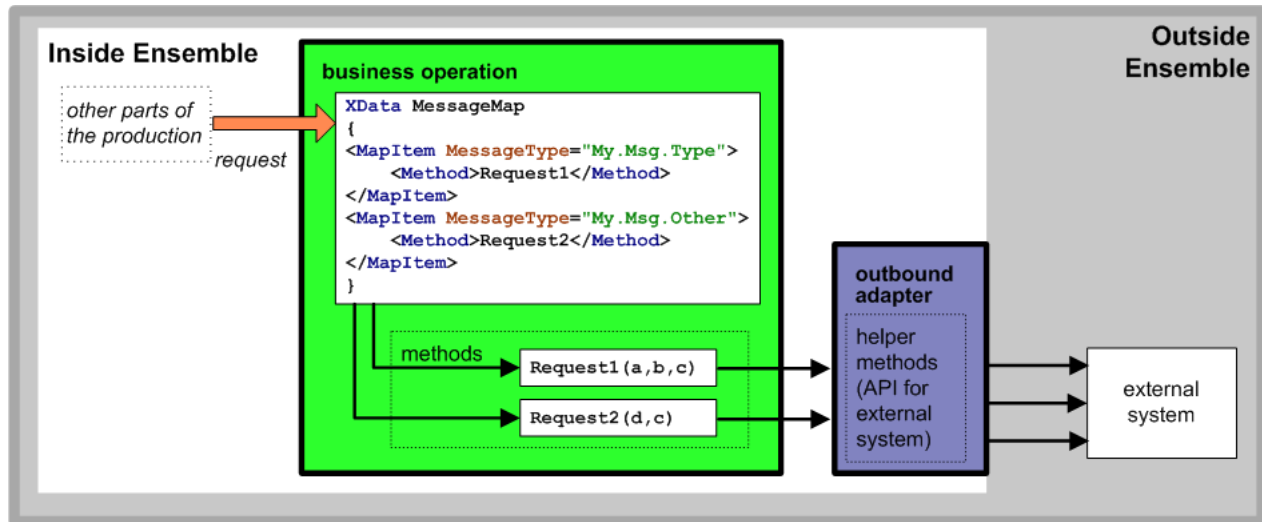 Inside Ensemble
Outside
Ensemble
other parts of
the production
request
business operation
XData MessageMap
{
<MapItem MessageType="My.Msg.Type">
    <Method>Request1</Method>
</MapItem>
<MapItem MessageType="My.Msg.Other">
    <Method>Request2</Method>
</MapItem>
}
methods
Request1(a,b,c)
Request2(d,c)
outbound
adapter
helper
methods
(API for
external
system)
external
system